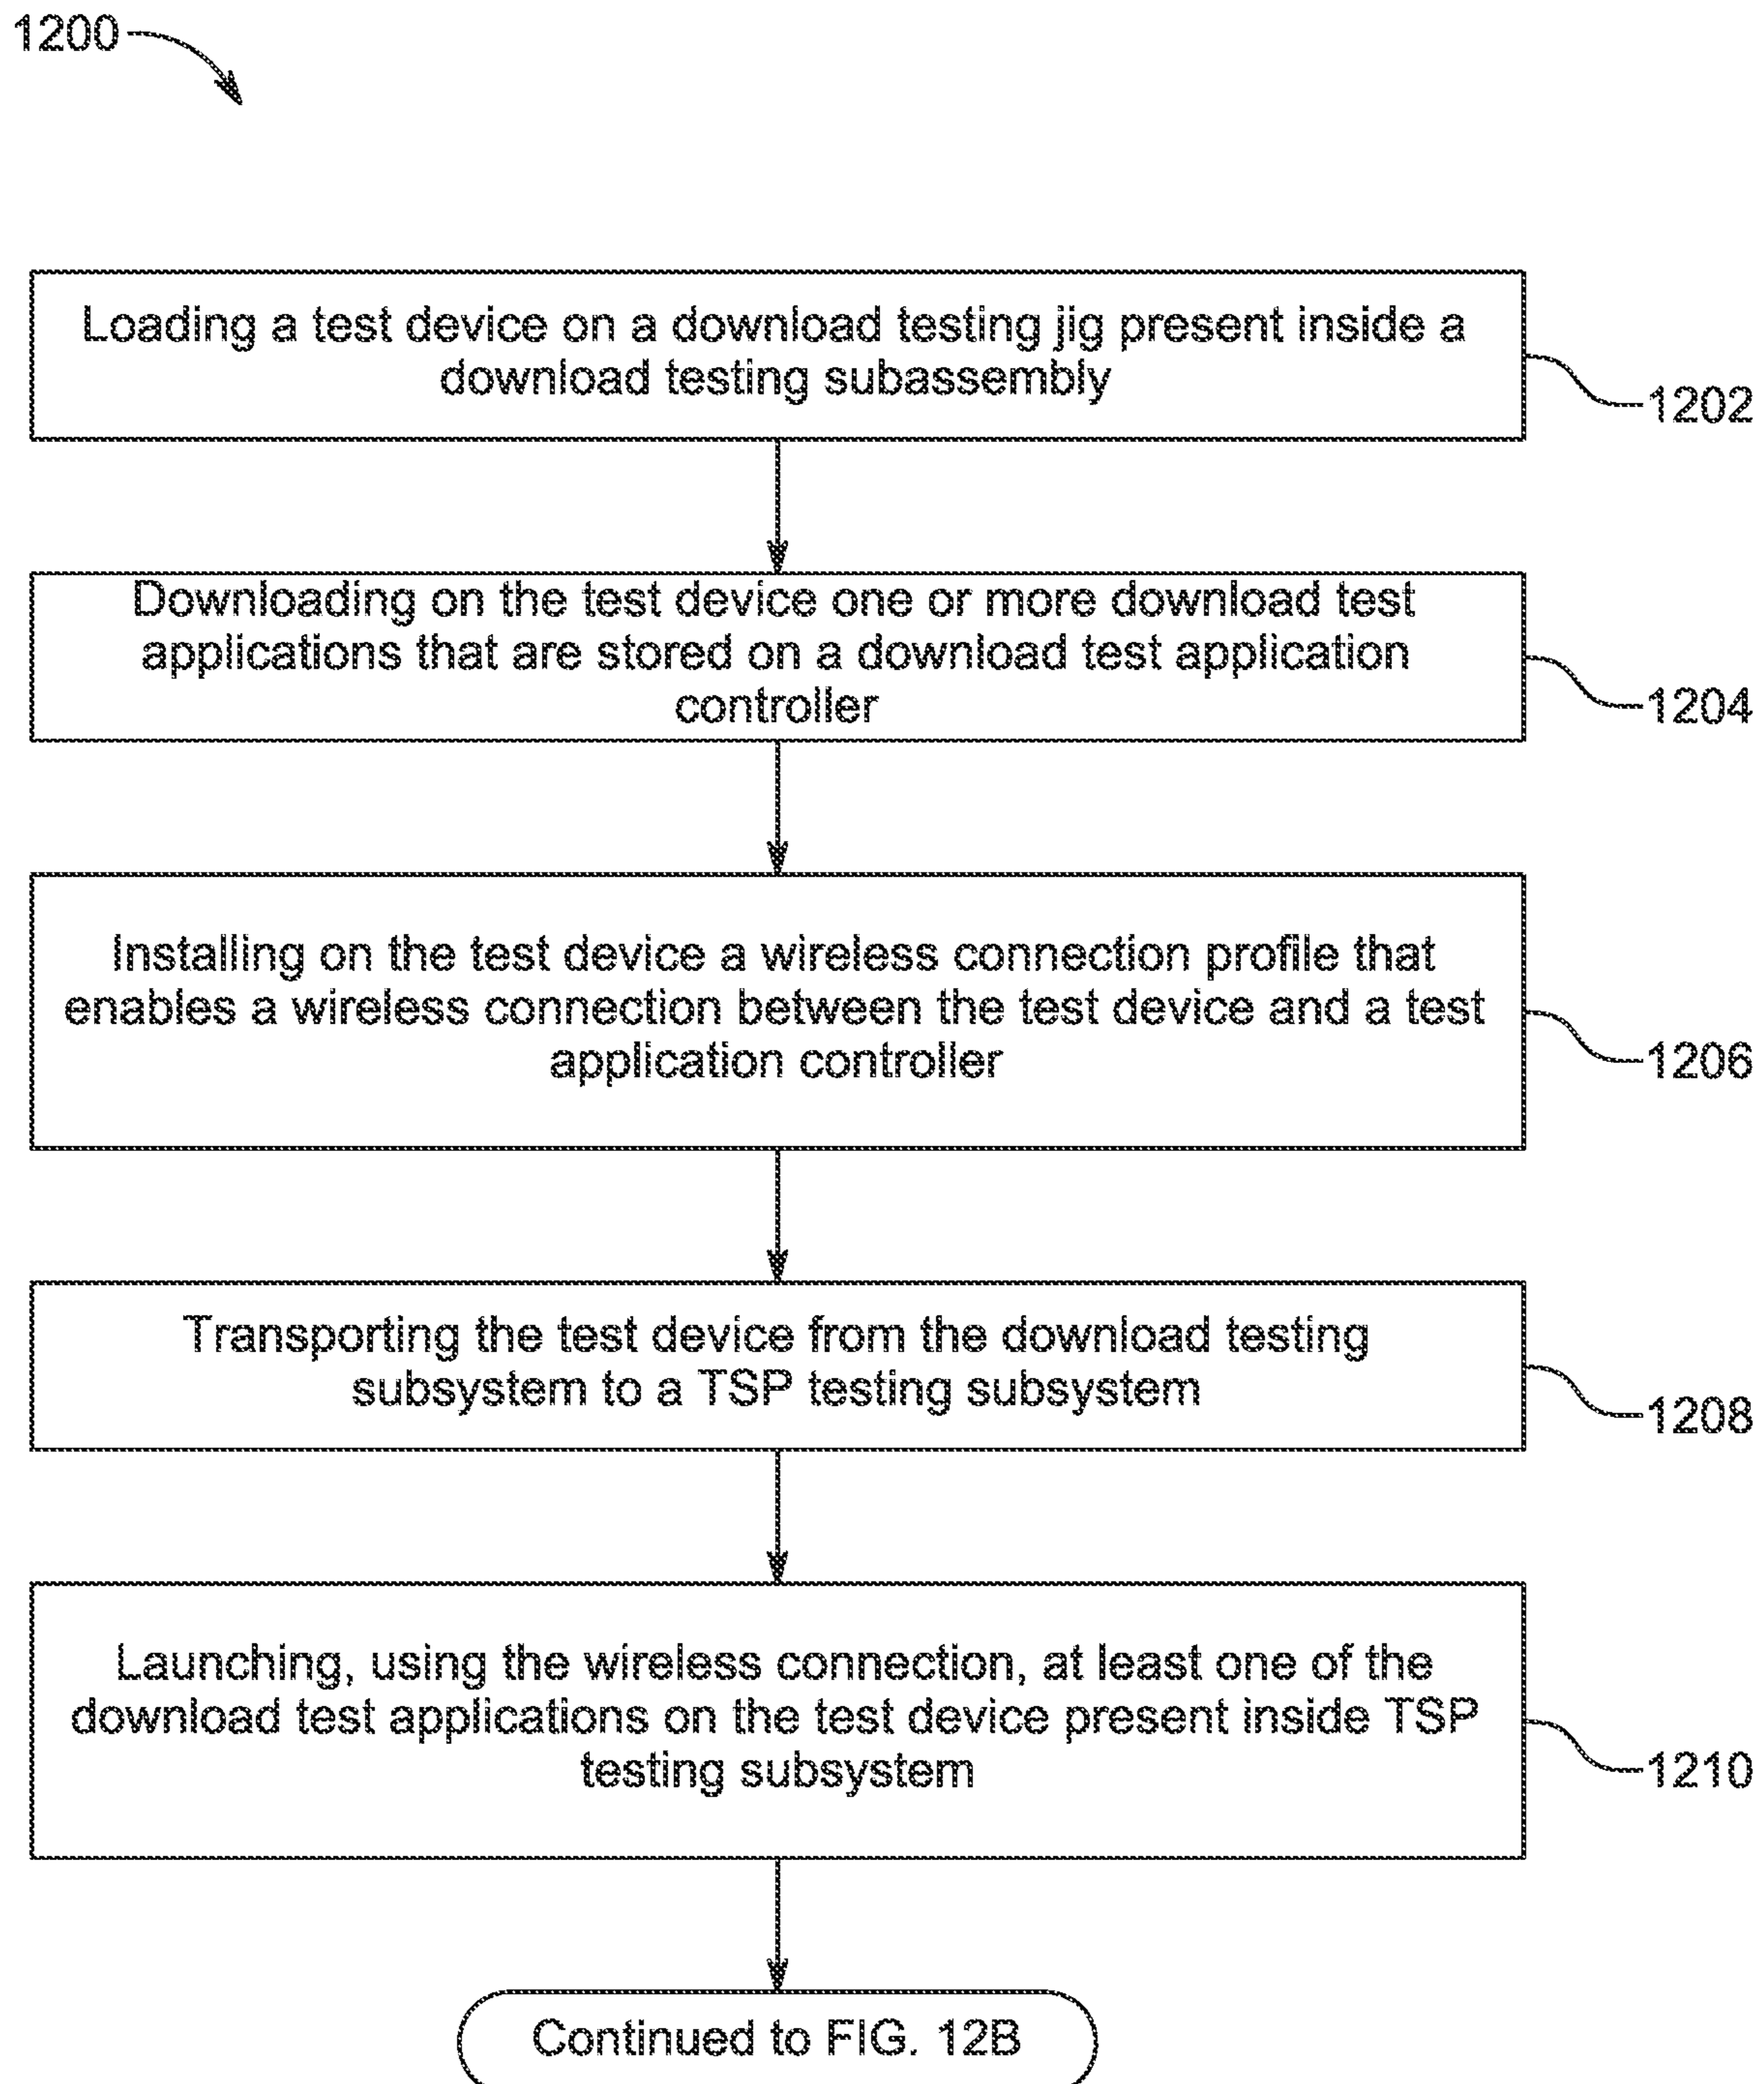 1200
Loading a test device on a download testing jig present inside a
download testing subassembly
1202
Downloading on the test device one or more download test
applications that are stored on a download test application
controller
1204
Installing on the test device a wireless connection profile that
enables a wireless connection between the test device and a test
application controller
1206
Transporting the test device from the download testing
subsystem to a TSP testing subsystem
1208
Launching, using the wireless connection, at least one of the
download test applications on the test device present inside TSP
testing subsystem
1210
Continued to FIG. 12B